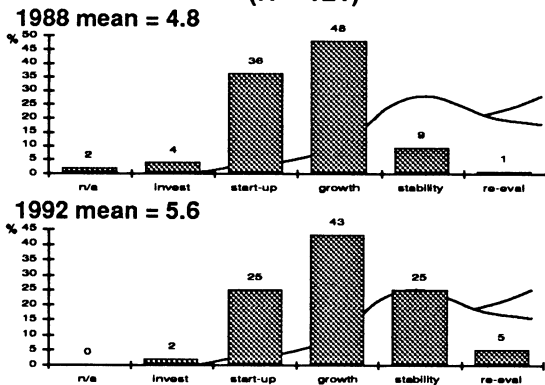 1988 mean = 4.8
%
50
45
40
35
30
25
20
15
10
5
0
2
4
36
48
9
1
n/a
invest
start-up
growth
stability
re-eval
1992 mean = 5.6
%
45
40
35
30
25
20
15
10
5
0
0
2
25
43
25
5
n/a
invest
start-up
growth
stability
re-eval